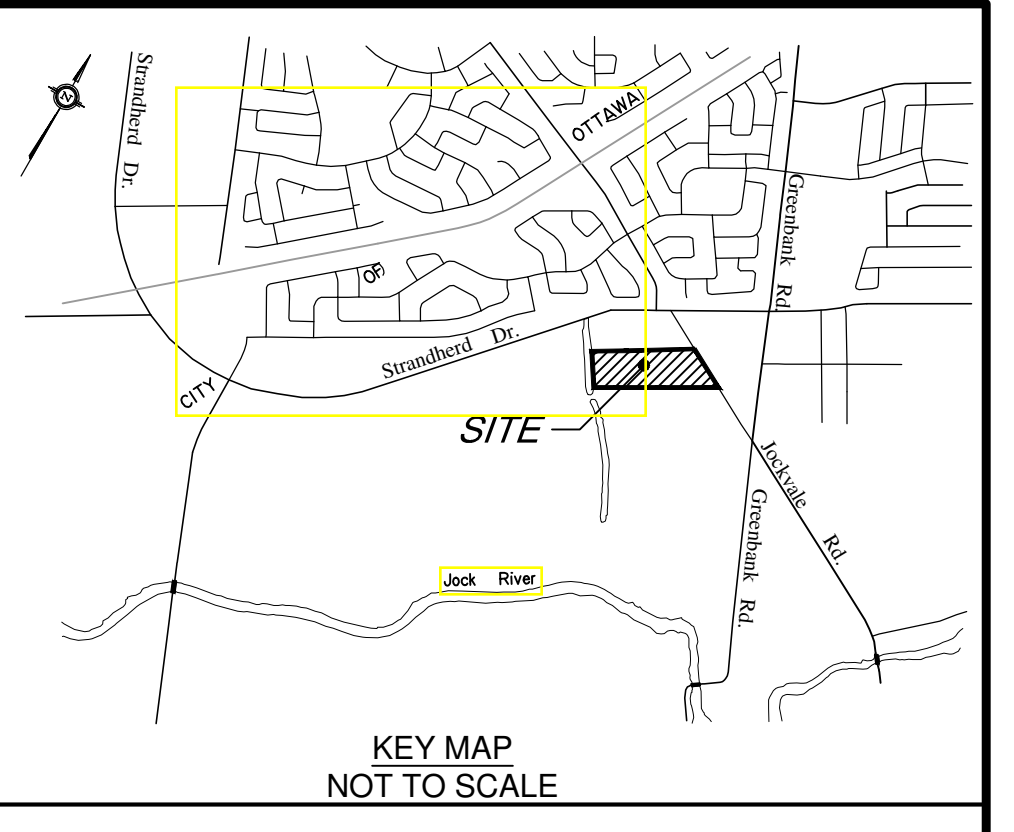 Strandherd Dr.
N
OTTAWA
OF
CITY
Greenbank Rd.
Strandherd Dr.
SITE
Jockvale Rd.
Greenbank Rd.
Jock River
KEY MAP
NOT TO SCALE